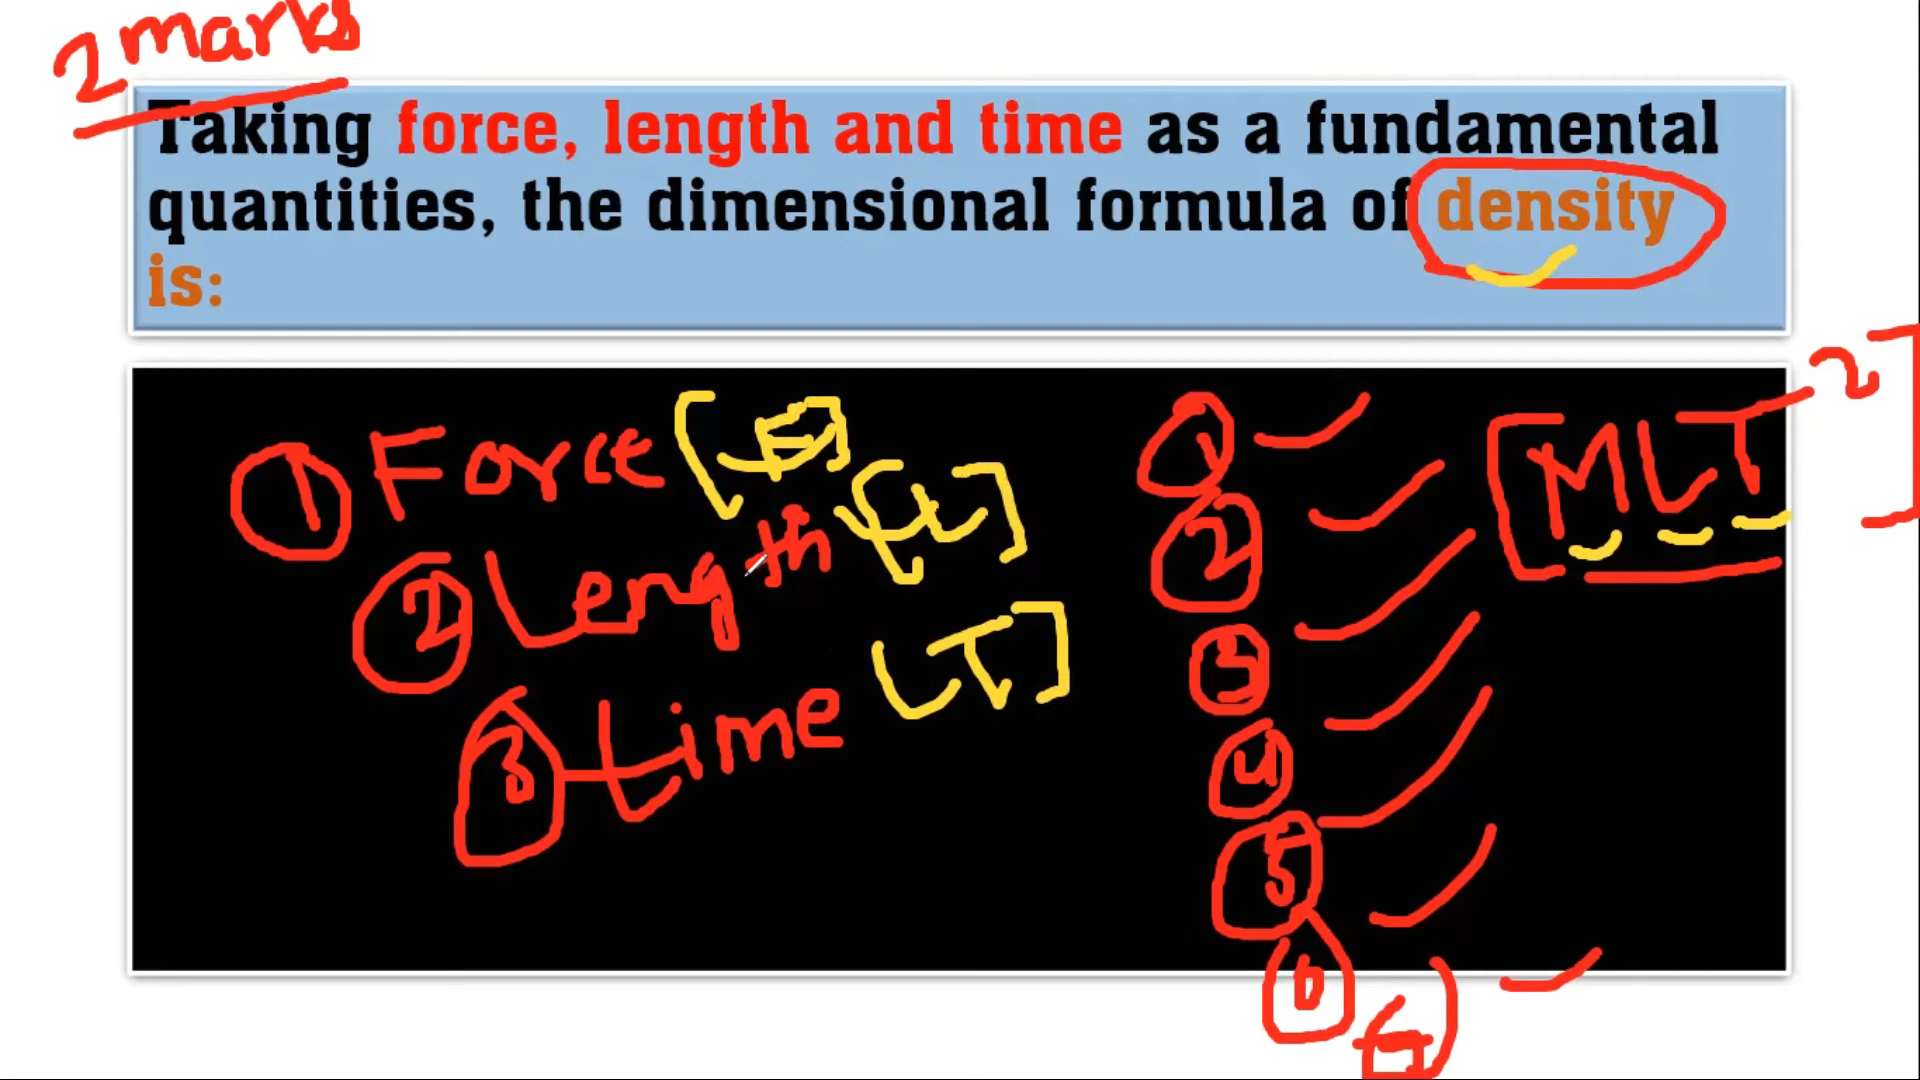 2 marks
Taking force, length and time as a fundamental
quantities, the dimensional formula of density
is:
1 Force [F]
2 Length [L]
3 time [T]
1
2
3
4
5
6
[MLT-2]